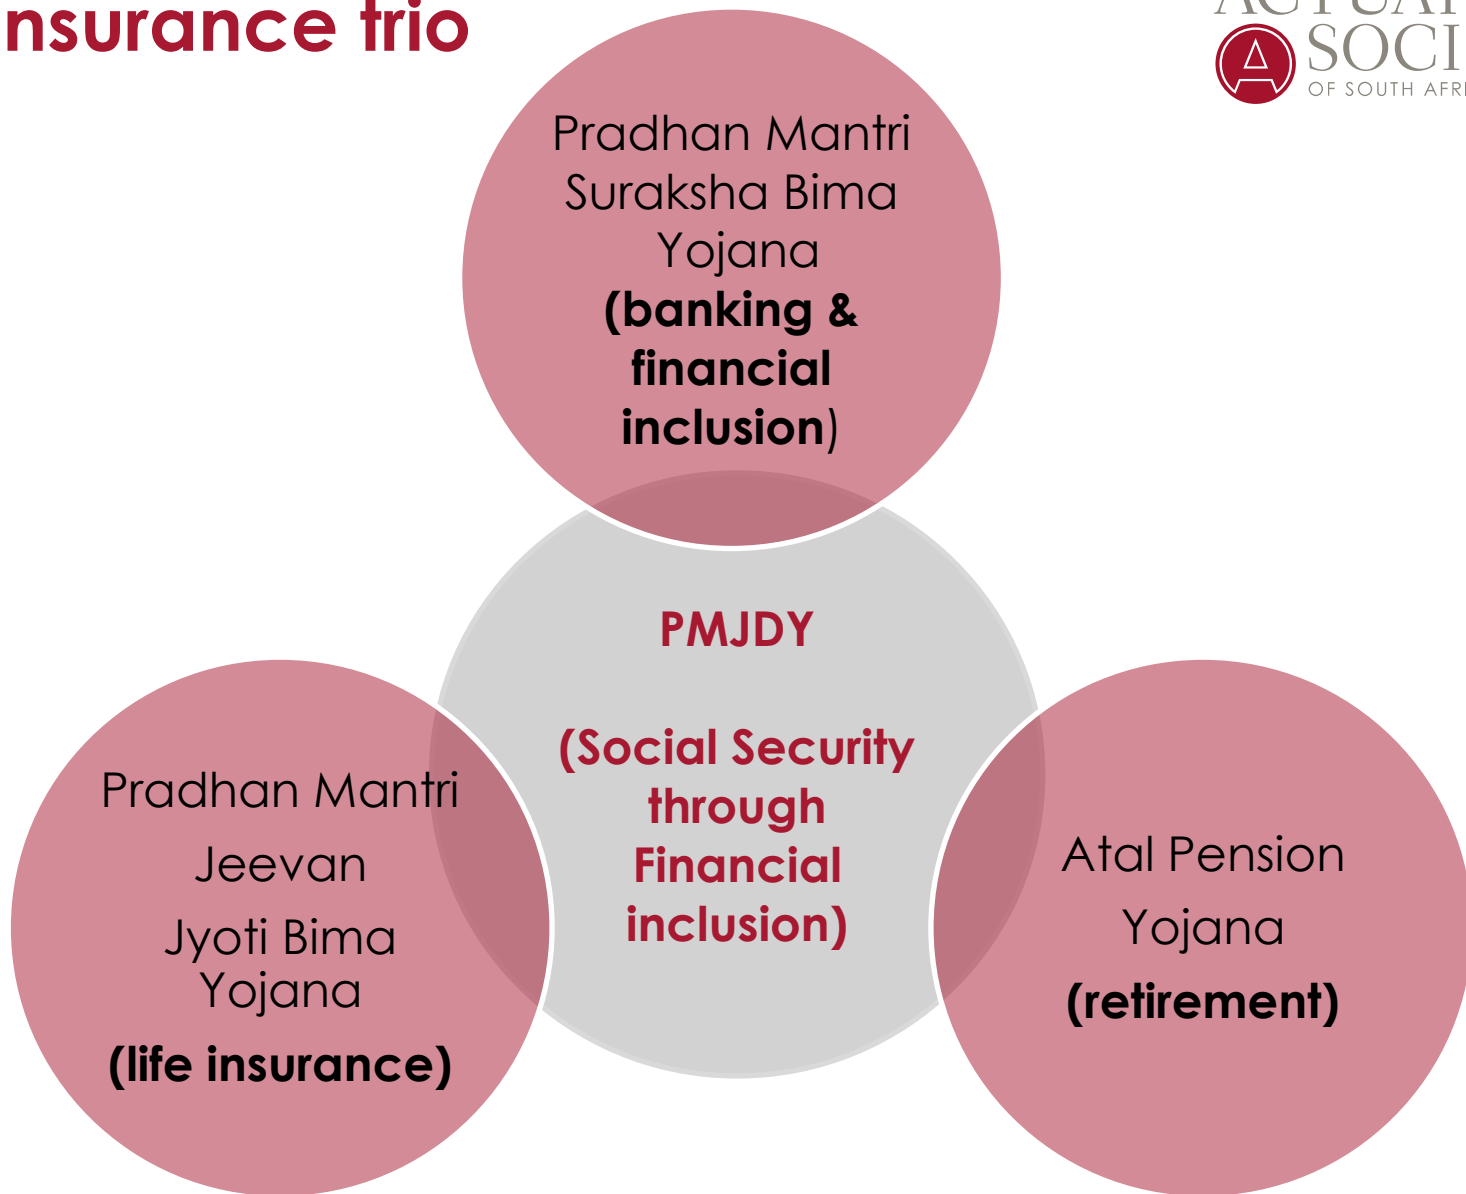 nsurance trio
SOCI
OF SOUTH AFRI
Pradhan Mantri
Suraksha Bima
Yojana
(banking &
financial
inclusion)
PMJDY
(Social Security
through
Financial
inclusion)
Pradhan Mantri
Jeevan
Jyoti Bima
Yojana
(life insurance)
Atal Pension
Yojana
(retirement)